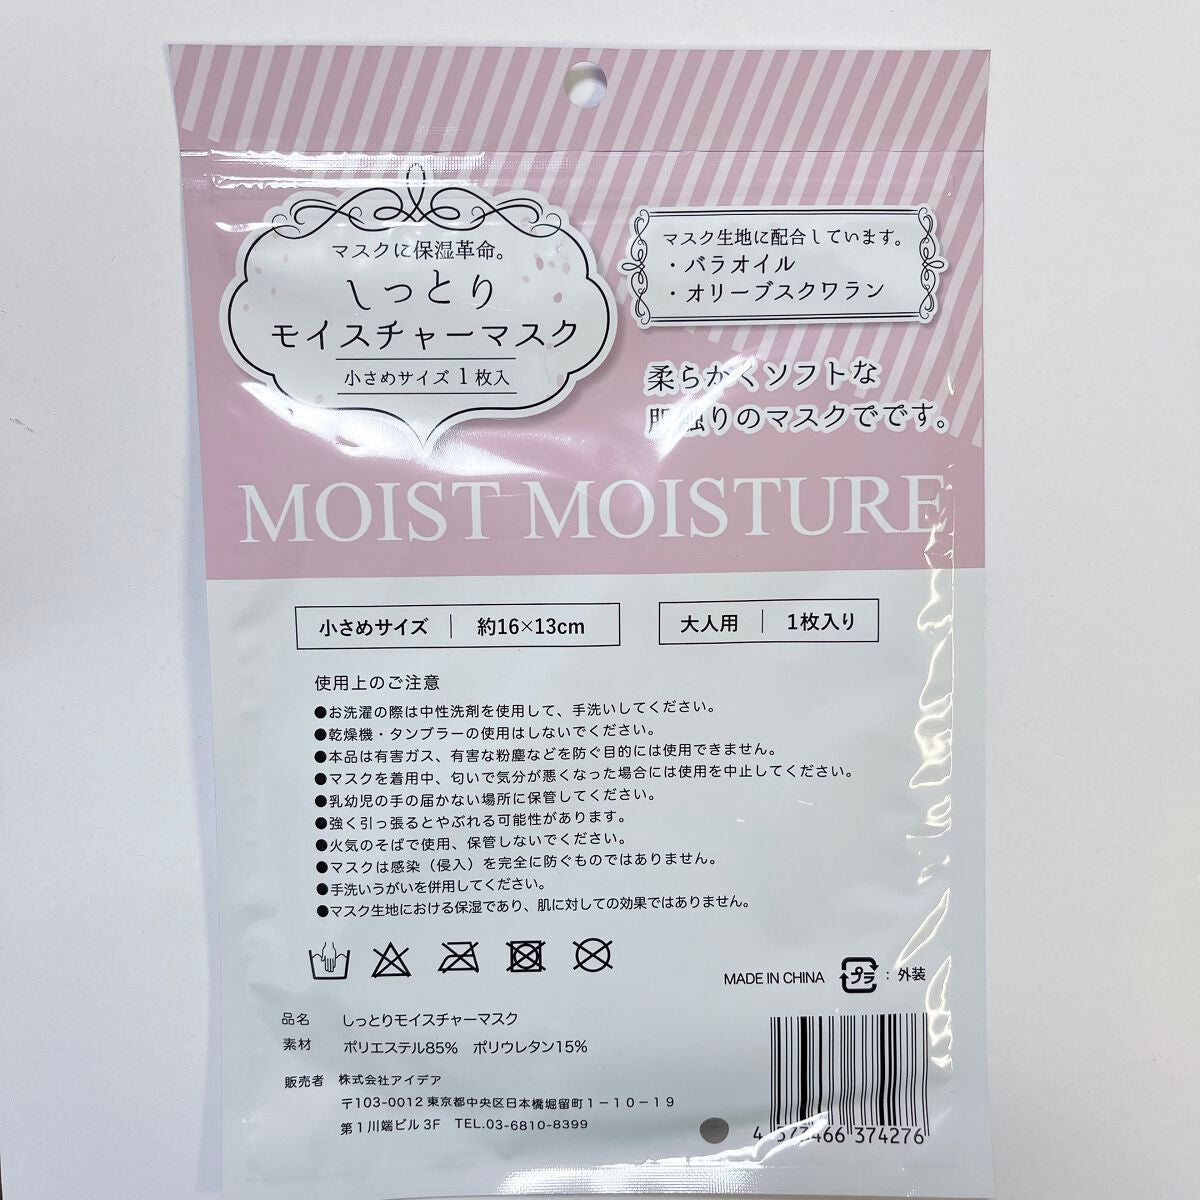 マスクに保湿革命。
しっとり
モイスチャーマスク
小さめサイズ1枚入
マスク生地に配合しています。
・バラオイル
・オリーブスクワラン
柔らかくソフトな
肌触りのマスクでです。
MOIST MOISTURE
小さめサイズ 約16×13cm
大人用 1枚入り
使用上のご注意
●お洗濯の際は中性洗剤を使用して、手洗いしてください。
●乾燥機・タンブラーの使用はしないでください。
●本品は有害ガス、有害な粉塵などを防ぐ目的には使用できません。
●マスクを着用中、匂いで気分が悪くなった場合には使用を中止してください。
●乳幼児の手の届かない場所に保管してください。
●強く引っ張るとやぶれる可能性があります。
●火気のそばで使用、保管しないでください。
●マスクは感染（侵入）を完全に防ぐものではありません。
●手洗いうがいを併用してください。
●マスク生地における保湿であり、肌に対しての効果ではありません。
MADE IN CHINA プラ：外装
品名 しっとりモイスチャーマスク
素材 ポリエステル85% ポリウレタン15%
販売者 株式会社アイデア
〒103-0012 東京都中央区日本橋堀留町1－10－19
第1川端ビル3F TEL.03-6810-8399
4 573466 374276